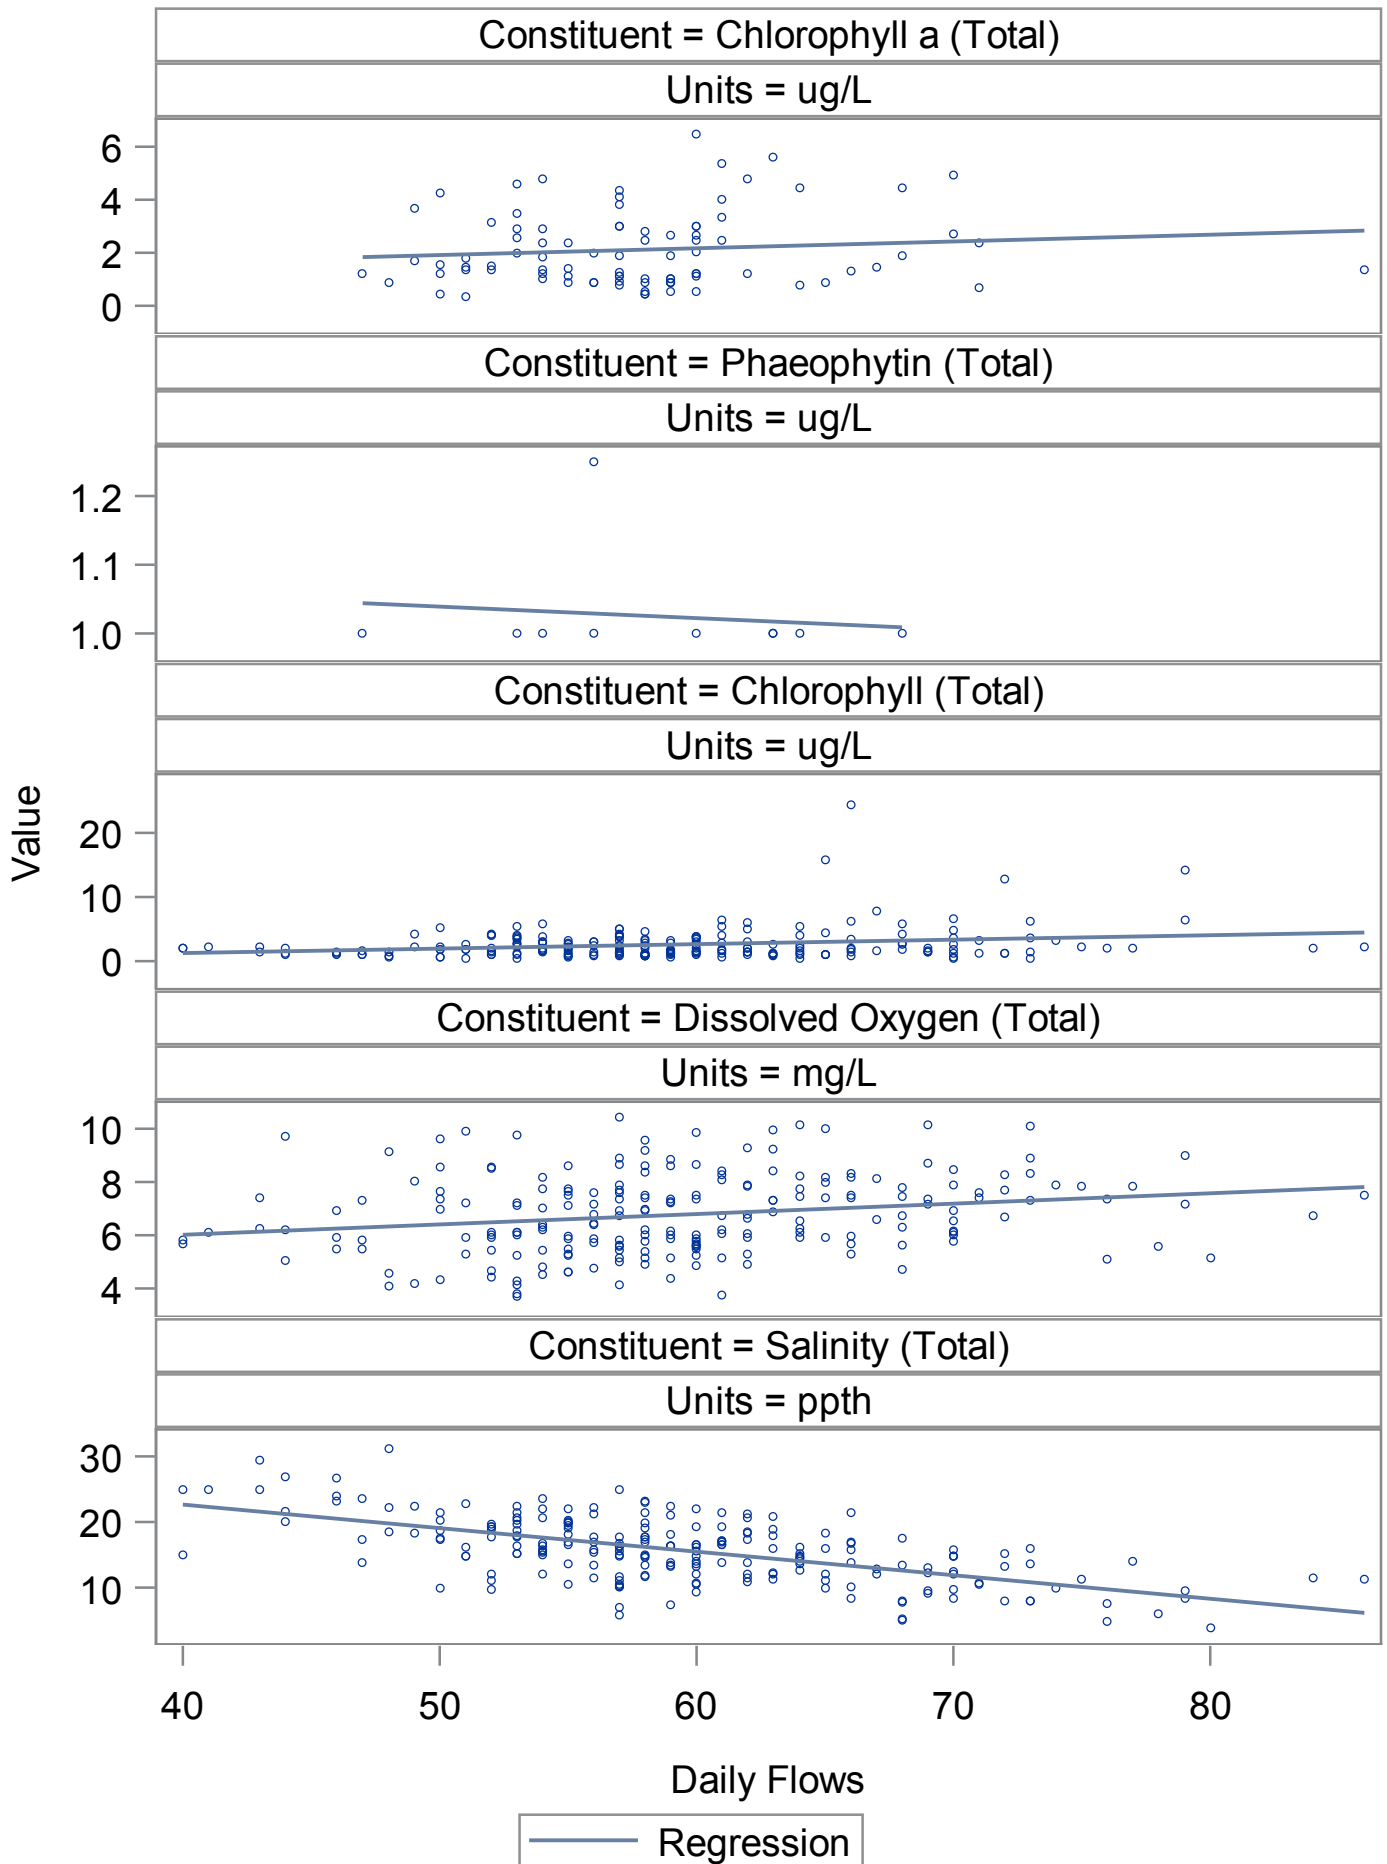 Constituent = Chlorophyll a (Total)
Units = ug/L
6
4
2
0
Constituent = Phaeophytin (Total)
Units = ug/L
1.2
1.1
1.0
Constituent = Chlorophyll (Total)
Units = ug/L
Value
20
10
0
Constituent = Dissolved Oxygen (Total)
Units = mg/L
10
8
6
4
Constituent = Salinity (Total)
Units = ppth
30
20
10
40 50 60 70 80
Daily Flows
Regression